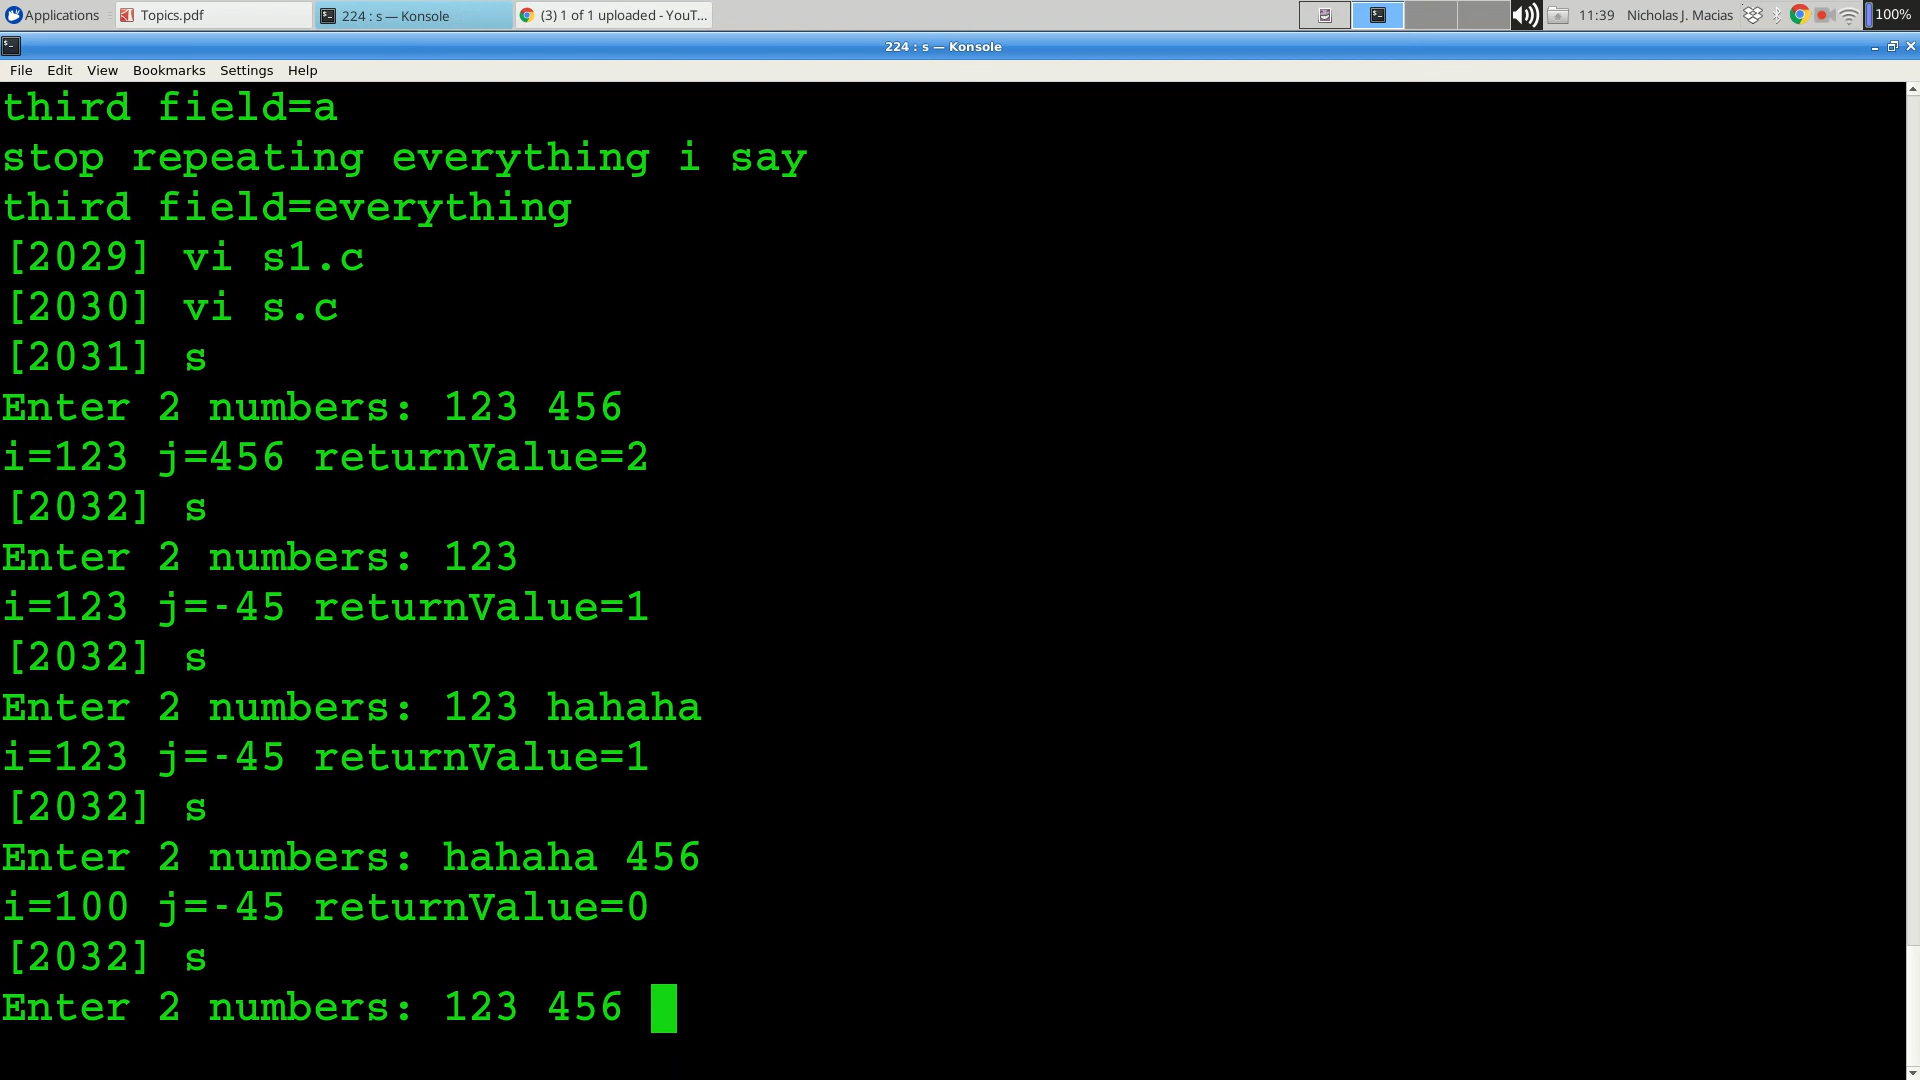 Applications Topics.pdf 224 : s — Konsole (3) 1 of 1 uploaded - YouT... 11:39 Nicholas J. Macias 100%
224 : s — Konsole
File Edit View Bookmarks Settings Help
third field=a
stop repeating everything i say
third field=everything
[2029] vi s1.c
[2030] vi s.c
[2031] s
Enter 2 numbers: 123 456
i=123 j=456 returnValue=2
[2032] s
Enter 2 numbers: 123
i=123 j=-45 returnValue=1
[2032] s
Enter 2 numbers: 123 hahaha
i=123 j=-45 returnValue=1
[2032] s
Enter 2 numbers: hahaha 456
i=100 j=-45 returnValue=0
[2032] s
Enter 2 numbers: 123 456